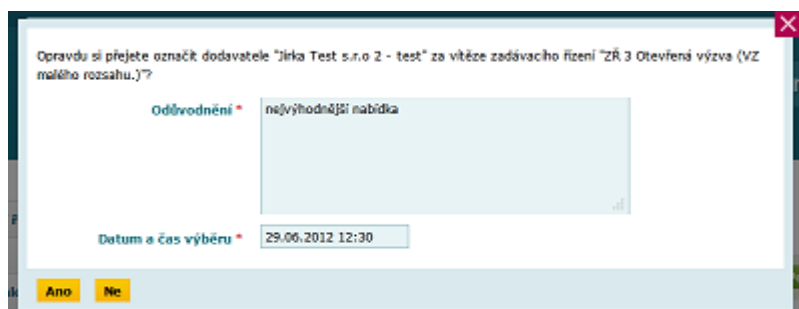 Opravdu si přejete označit dodavatele "Jirka Test s.r.o 2 - test" za vítěze zadávacího řízení "ZŘ 3 Otevřená výzva (VZ
malého rozsahu.)"?
Odůvodnění *
nejvýhodnější nabídka
Datum a čas výběru *
29.06.2012 12:30
Ano Ne